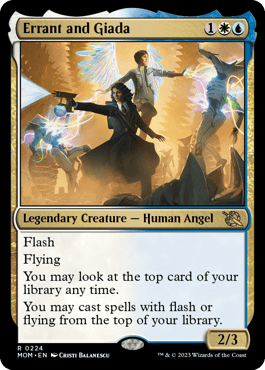 Errant and Giada 1
Legendary Creature — Human Angel
Flash
Flying
You may look at the top card of your
library any time.
You may cast spells with flash or
flying from the top of your library.
2/3
R 0224
MOM • EN CRISTI BALANESCU
™ & © 2023 Wizards of the Coast